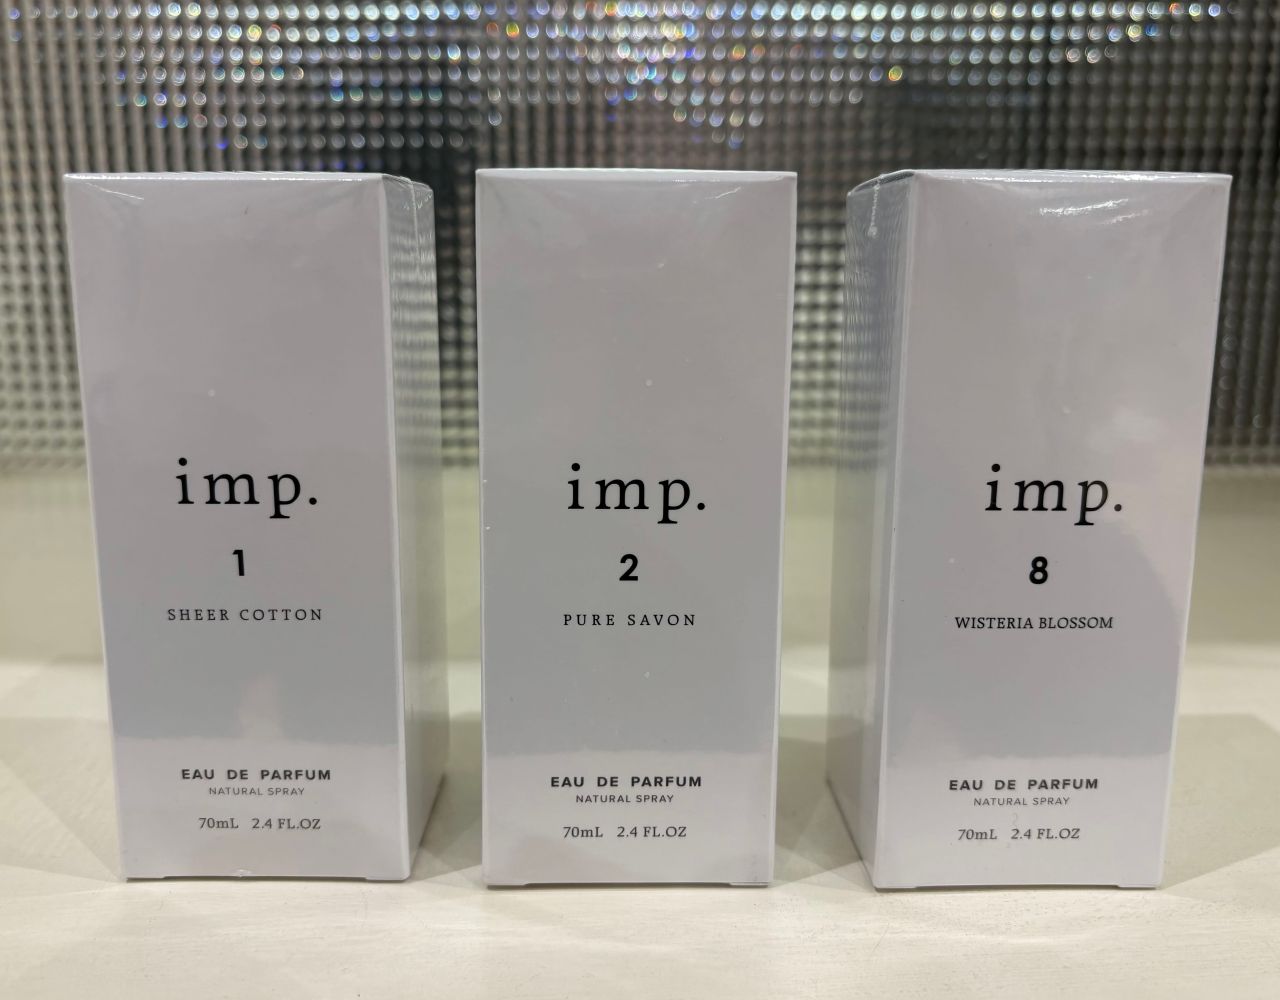 imp.
1
SHEER COTTON
EAU DE PARFUM
NATURAL SPRAY
70mL 2.4 FL.OZ
imp.
2
PURE SAVON
EAU DE PARFUM
NATURAL SPRAY
70mL 2.4 FL.OZ
imp.
8
WISTERIA BLOSSOM
EAU DE PARFUM
NATURAL SPRAY
70mL 2.4 FL.OZ